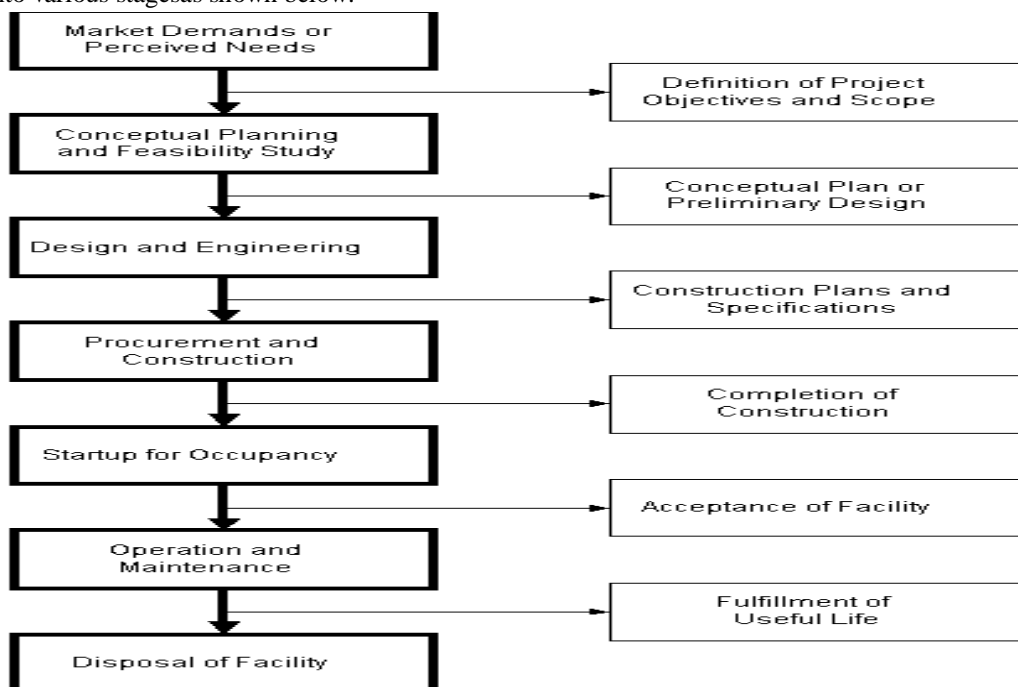 to various stagesas shown below:
Market Demands or
Perceived Needs
Definition of Project
Objectives and Scope
Conceptual Planning
and Feasibility Study
Conceptual Plan or
Preliminary Design
Design and Engineering
Construction Plans and
Specifications
Procurement and
Construction
Completion of
Construction
Startup for Occupancy
Acceptance of Facility
Operation and
Maintenance
Fulfillment of
Useful Life
Disposal of Facility